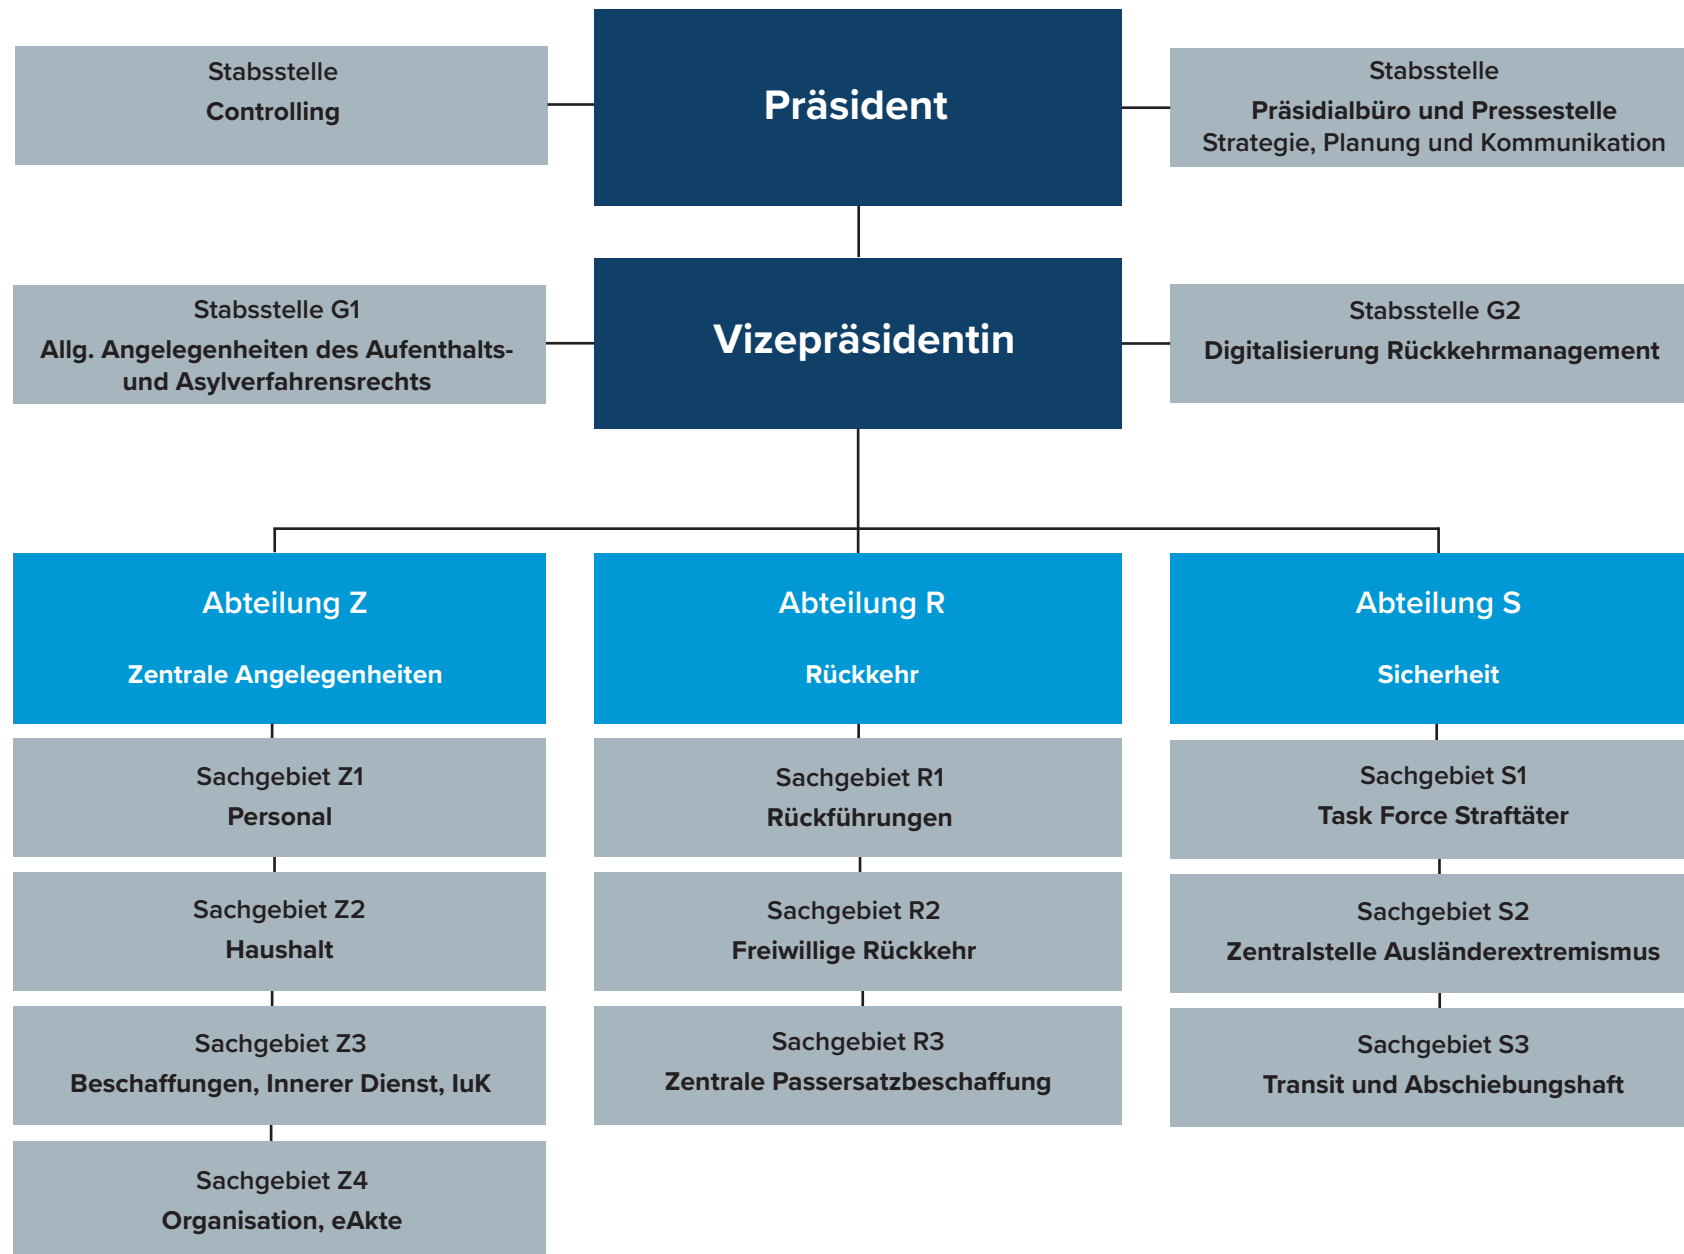 Stabsstelle
Controlling
Präsident
Stabsstelle
Präsidialbüro und Pressestelle
Strategie, Planung und Kommunikation
Stabsstelle G1
Allg. Angelegenheiten des Aufenthalts-
und Asylverfahrensrechts
Vizepräsidentin
Stabsstelle G2
Digitalisierung Rückkehrmanagement
Abteilung Z
Zentrale Angelegenheiten
Sachgebiet Z1
Personal
Sachgebiet Z2
Haushalt
Sachgebiet Z3
Beschaffungen, Innerer Dienst, IuK
Sachgebiet Z4
Organisation, eAkte
Abteilung R
Rückkehr
Sachgebiet R1
Rückführungen
Sachgebiet R2
Freiwillige Rückkehr
Sachgebiet R3
Zentrale Passersatzbeschaffung
Abteilung S
Sicherheit
Sachgebiet S1
Task Force Straftäter
Sachgebiet S2
Zentralstelle Ausländerextremismus
Sachgebiet S3
Transit und Abschiebungshaft